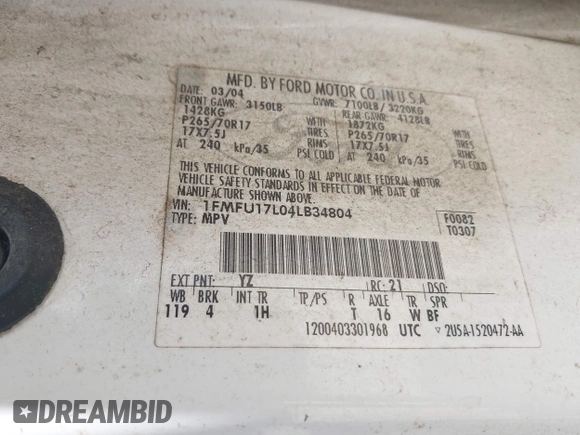 MFD. BY FORD MOTOR CO. IN U.S.A.
DATE: 03/04 GVWR: 7100LB / 3220KG
FRONT GAWR: 3150LB REAR GAWR: 4128LB
1428KG WITH 1872KG WITH
P265/70R17 TIRES P265/70R17 TIRES
17X7.5J RIMS 17X7.5J RIMS
AT 240 kPa/35 PSI COLD AT 240 kPa/35 PSI COLD
THIS VEHICLE CONFORMS TO ALL APPLICABLE FEDERAL MOTOR
VEHICLE SAFETY STANDARDS IN EFFECT ON THE DATE OF
MANUFACTURE SHOWN ABOVE.
VIN: 1FMFU17L04LB34804
TYPE: MPV
F0082
T0307
EXT PNT: YZ RC: 21 DSO:
WB BRK INT TR TP/PS R AXLE TR SPR
119 4 1H T 16 W BF
1200403301968 UTC 2U5A-1520472-AA
DREAMBID